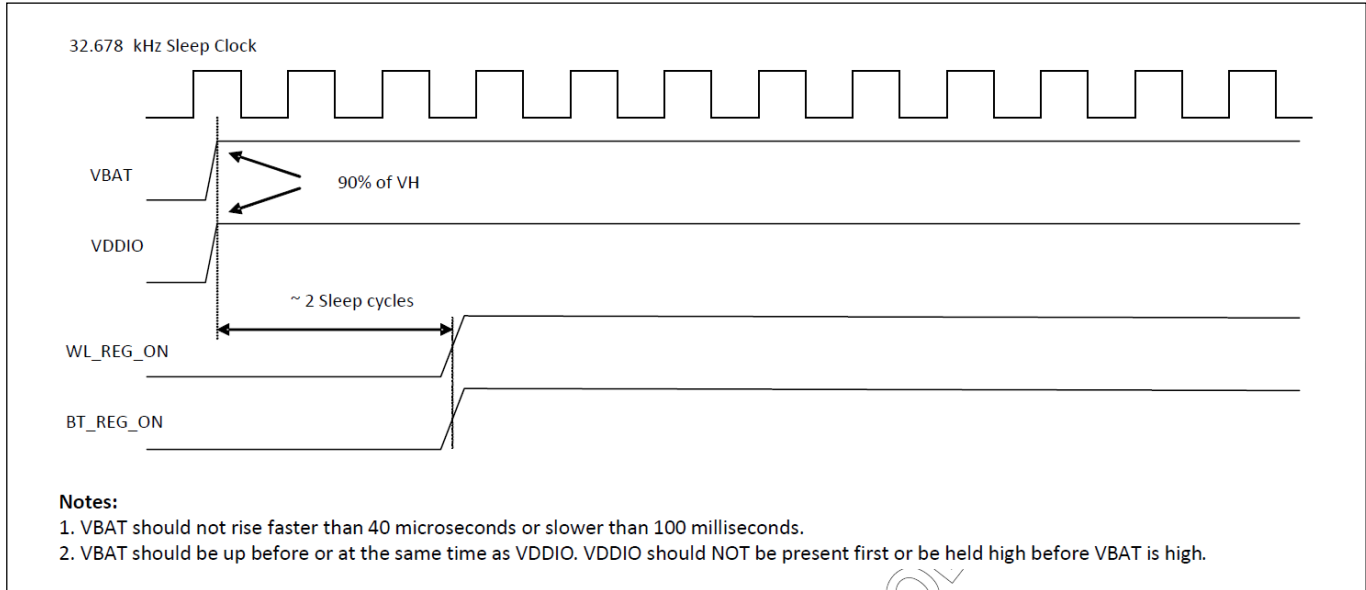 32.678 kHz Sleep Clock
VBAT
90% of VH
VDDIO
~ 2 Sleep cycles
WL_REG_ON
BT_REG_ON
Notes:
1. VBAT should not rise faster than 40 microseconds or slower than 100 milliseconds.
2. VBAT should be up before or at the same time as VDDIO. VDDIO should NOT be present first or be held high before VBAT is high.